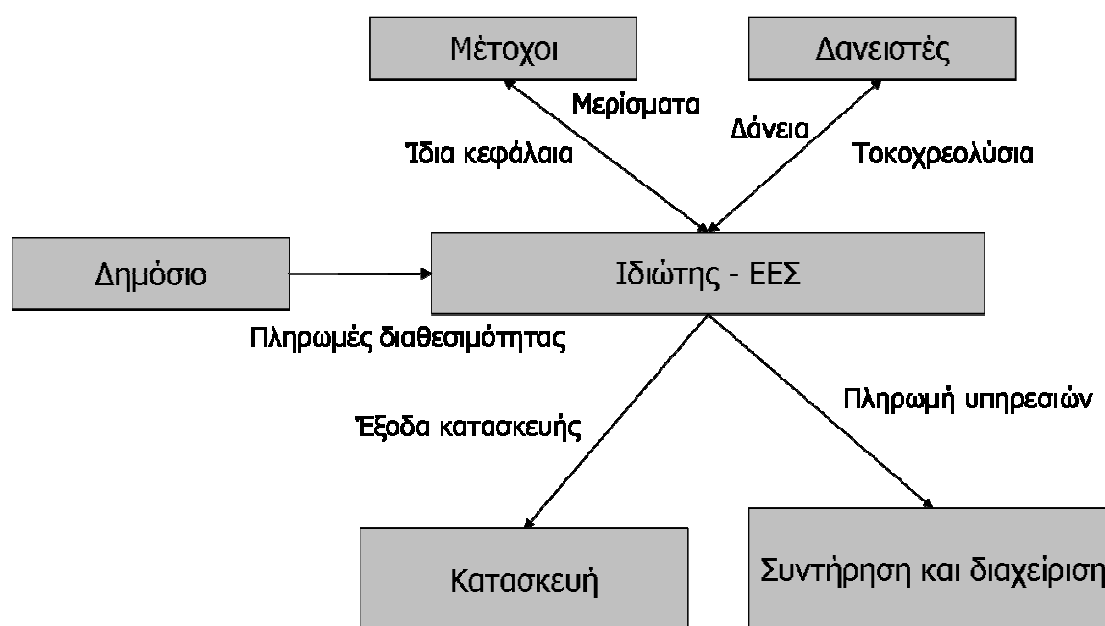 Μέτοχοι
Δανειστές
Μερίσματα
Δάνεια
Ίδια κεφάλαια
Τοκοχρεολύσια
Δημόσιο
Ιδιώτης - ΕΕΣ
Πληρωμές διαθεσιμότητας
Πληρωμή υπηρεσιών
Έξοδα κατασκευής
Κατασκευή
Συντήρηση και διαχείριση